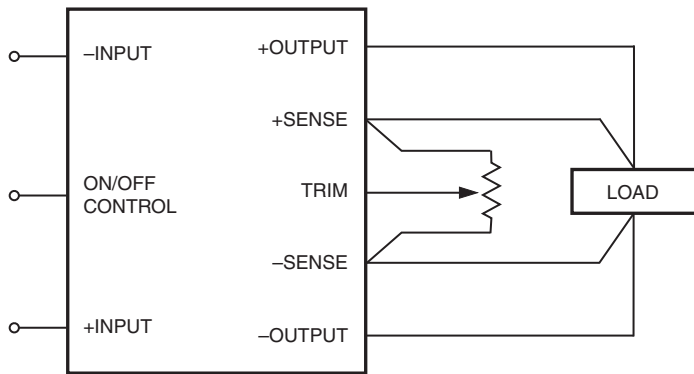 –INPUT
+OUTPUT
+SENSE
ON/OFF
CONTROL
TRIM
LOAD
–SENSE
+INPUT
–OUTPUT